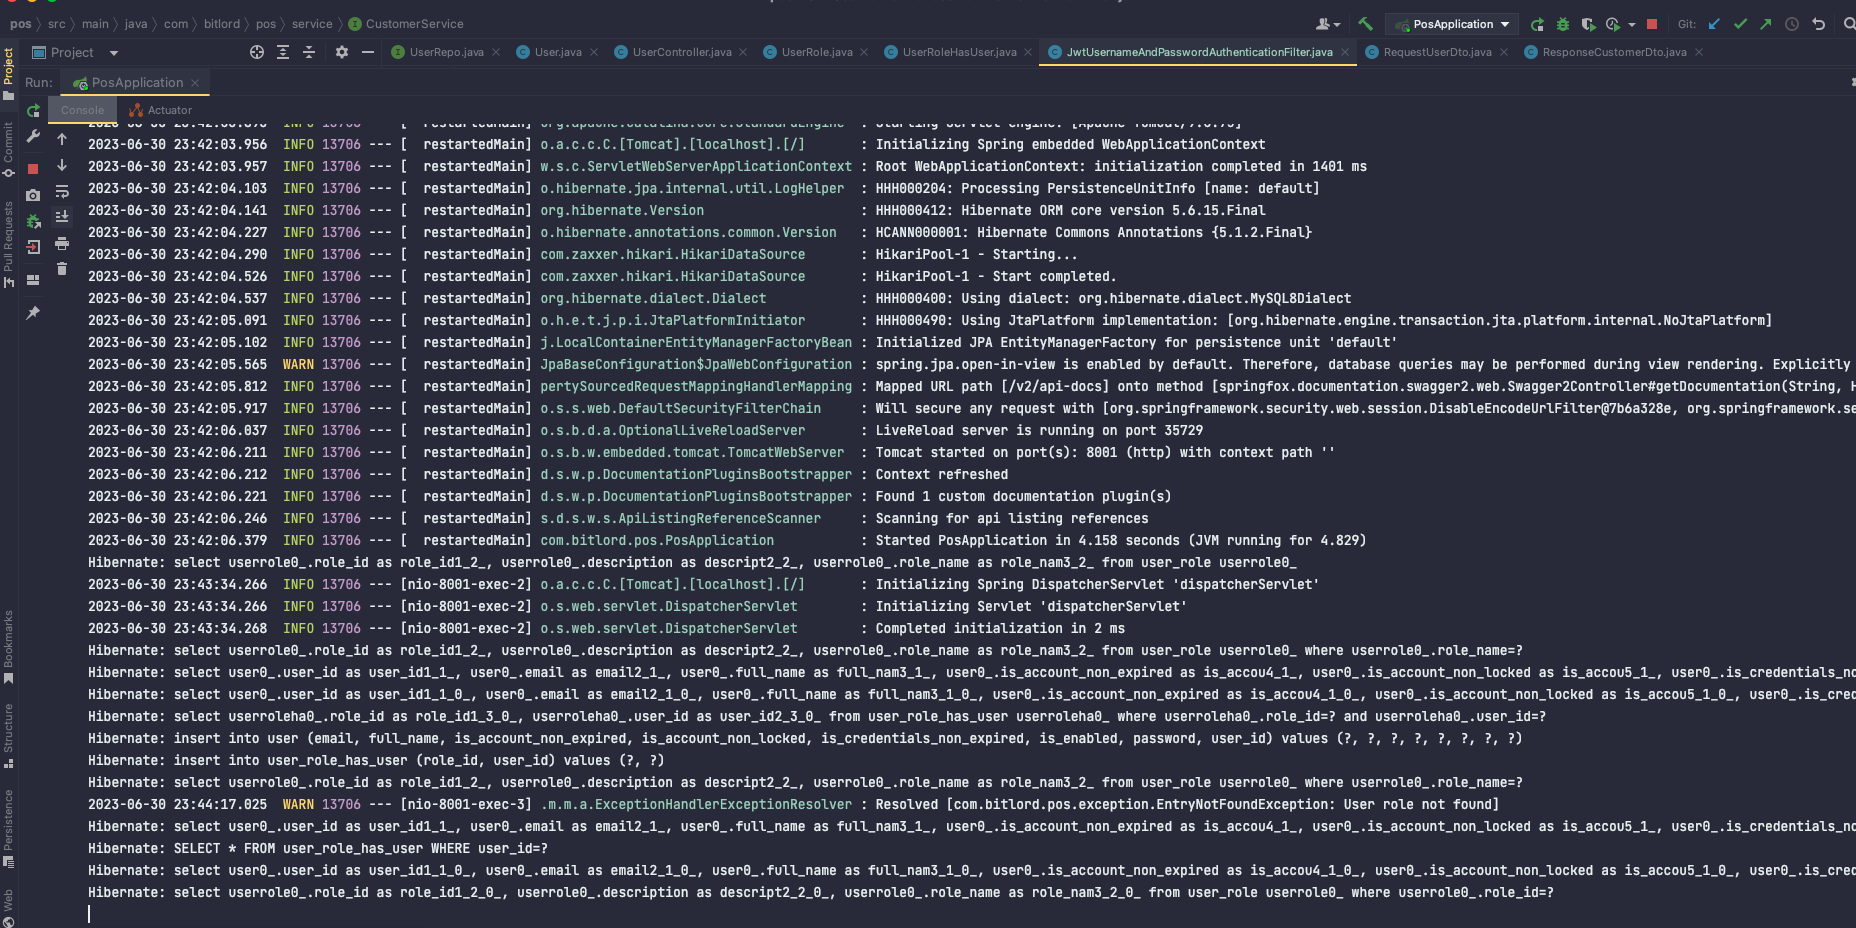 pos src main java com bitlord pos service CustomerService PosApplication Git:
Project UserRepo.java User.java UserController.java UserRole.java UserRoleHasUser.java JwtUsernameAndPasswordAuthenticationFilter.java RequestUserDto.java ResponseCustomerDto.java
Run: PosApplication
Console Actuator
2023-06-30 23:42:03.956 INFO 13706 --- [ restartedMain] o.a.c.c.C.[Tomcat].[localhost].[/] : Initializing Spring embedded WebApplicationContext
2023-06-30 23:42:03.957 INFO 13706 --- [ restartedMain] w.s.c.ServletWebServerApplicationContext : Root WebApplicationContext: initialization completed in 1401 ms
2023-06-30 23:42:04.103 INFO 13706 --- [ restartedMain] o.hibernate.jpa.internal.util.LogHelper : HHH000204: Processing PersistenceUnitInfo [name: default]
2023-06-30 23:42:04.141 INFO 13706 --- [ restartedMain] org.hibernate.Version : HHH000412: Hibernate ORM core version 5.6.15.Final
2023-06-30 23:42:04.227 INFO 13706 --- [ restartedMain] o.hibernate.annotations.common.Version : HCANN000001: Hibernate Commons Annotations {5.1.2.Final}
2023-06-30 23:42:04.290 INFO 13706 --- [ restartedMain] com.zaxxer.hikari.HikariDataSource : HikariPool-1 - Starting...
2023-06-30 23:42:04.526 INFO 13706 --- [ restartedMain] com.zaxxer.hikari.HikariDataSource : HikariPool-1 - Start completed.
2023-06-30 23:42:04.537 INFO 13706 --- [ restartedMain] org.hibernate.dialect.Dialect : HHH000400: Using dialect: org.hibernate.dialect.MySQL8Dialect
2023-06-30 23:42:05.091 INFO 13706 --- [ restartedMain] o.h.e.t.j.p.i.JtaPlatformInitiator : HHH000490: Using JtaPlatform implementation: [org.hibernate.engine.transaction.jta.platform.internal.NoJtaPlatform]
2023-06-30 23:42:05.102 INFO 13706 --- [ restartedMain] j.LocalContainerEntityManagerFactoryBean : Initialized JPA EntityManagerFactory for persistence unit 'default'
2023-06-30 23:42:05.565 WARN 13706 --- [ restartedMain] JpaBaseConfiguration$JpaWebConfiguration : spring.jpa.open-in-view is enabled by default. Therefore, database queries may be performed during view rendering. Explicitly
2023-06-30 23:42:05.812 INFO 13706 --- [ restartedMain] pertySourcedRequestMappingHandlerMapping : Mapped URL path [/v2/api-docs] onto method [springfox.documentation.swagger2.web.Swagger2Controller#getDocumentation(String, H
2023-06-30 23:42:05.917 INFO 13706 --- [ restartedMain] o.s.s.web.DefaultSecurityFilterChain : Will secure any request with [org.springframework.security.web.session.DisableEncodeUrlFilter@7b6a328e, org.springframework.se
2023-06-30 23:42:06.037 INFO 13706 --- [ restartedMain] o.s.b.d.a.OptionalLiveReloadServer : LiveReload server is running on port 35729
2023-06-30 23:42:06.211 INFO 13706 --- [ restartedMain] o.s.b.w.embedded.tomcat.TomcatWebServer : Tomcat started on port(s): 8001 (http) with context path ''
2023-06-30 23:42:06.212 INFO 13706 --- [ restartedMain] d.s.w.p.DocumentationPluginsBootstrapper : Context refreshed
2023-06-30 23:42:06.221 INFO 13706 --- [ restartedMain] d.s.w.p.DocumentationPluginsBootstrapper : Found 1 custom documentation plugin(s)
2023-06-30 23:42:06.246 INFO 13706 --- [ restartedMain] s.d.s.w.s.ApiListingReferenceScanner : Scanning for api listing references
2023-06-30 23:42:06.379 INFO 13706 --- [ restartedMain] com.bitlord.pos.PosApplication : Started PosApplication in 4.158 seconds (JVM running for 4.829)
Hibernate: select userrole0_.role_id as role_id1_2_, userrole0_.description as descript2_2_, userrole0_.role_name as role_nam3_2_ from user_role userrole0_
2023-06-30 23:43:34.266 INFO 13706 --- [nio-8001-exec-2] o.a.c.c.C.[Tomcat].[localhost].[/] : Initializing Spring DispatcherServlet 'dispatcherServlet'
2023-06-30 23:43:34.266 INFO 13706 --- [nio-8001-exec-2] o.s.web.servlet.DispatcherServlet : Initializing Servlet 'dispatcherServlet'
2023-06-30 23:43:34.268 INFO 13706 --- [nio-8001-exec-2] o.s.web.servlet.DispatcherServlet : Completed initialization in 2 ms
Hibernate: select userrole0_.role_id as role_id1_2_, userrole0_.description as descript2_2_, userrole0_.role_name as role_nam3_2_ from user_role userrole0_ where userrole0_.role_name=?
Hibernate: select user0_.user_id as user_id1_1_, user0_.email as email2_1_, user0_.full_name as full_nam3_1_, user0_.is_account_non_expired as is_accou4_1_, user0_.is_account_non_locked as is_accou5_1_, user0_.is_credentials_no
Hibernate: select user0_.user_id as user_id1_1_0_, user0_.email as email2_1_0_, user0_.full_name as full_nam3_1_0_, user0_.is_account_non_expired as is_accou4_1_0_, user0_.is_account_non_locked as is_accou5_1_0_, user0_.is_cred
Hibernate: select userroleha0_.role_id as role_id1_3_0_, userroleha0_.user_id as user_id2_3_0_ from user_role_has_user userroleha0_ where userroleha0_.role_id=? and userroleha0_.user_id=?
Hibernate: insert into user (email, full_name, is_account_non_expired, is_account_non_locked, is_credentials_non_expired, is_enabled, password, user_id) values (?, ?, ?, ?, ?, ?, ?, ?)
Hibernate: insert into user_role_has_user (role_id, user_id) values (?, ?)
Hibernate: select userrole0_.role_id as role_id1_2_, userrole0_.description as descript2_2_, userrole0_.role_name as role_nam3_2_ from user_role userrole0_ where userrole0_.role_name=?
2023-06-30 23:44:17.025 WARN 13706 --- [nio-8001-exec-3] .m.m.a.ExceptionHandlerExceptionResolver : Resolved [com.bitlord.pos.exception.EntryNotFoundException: User role not found]
Hibernate: select user0_.user_id as user_id1_1_, user0_.email as email2_1_, user0_.full_name as full_nam3_1_, user0_.is_account_non_expired as is_accou4_1_, user0_.is_account_non_locked as is_accou5_1_, user0_.is_credentials_no
Hibernate: SELECT * FROM user_role_has_user WHERE user_id=?
Hibernate: select user0_.user_id as user_id1_1_0_, user0_.email as email2_1_0_, user0_.full_name as full_nam3_1_0_, user0_.is_account_non_expired as is_accou4_1_0_, user0_.is_account_non_locked as is_accou5_1_0_, user0_.is_cred
Hibernate: select userrole0_.role_id as role_id1_2_0_, userrole0_.description as descript2_2_0_, userrole0_.role_name as role_nam3_2_0_ from user_role userrole0_ where userrole0_.role_id=?
Project
Commit
Pull Requests
Bookmarks
Structure
Persistence
Web